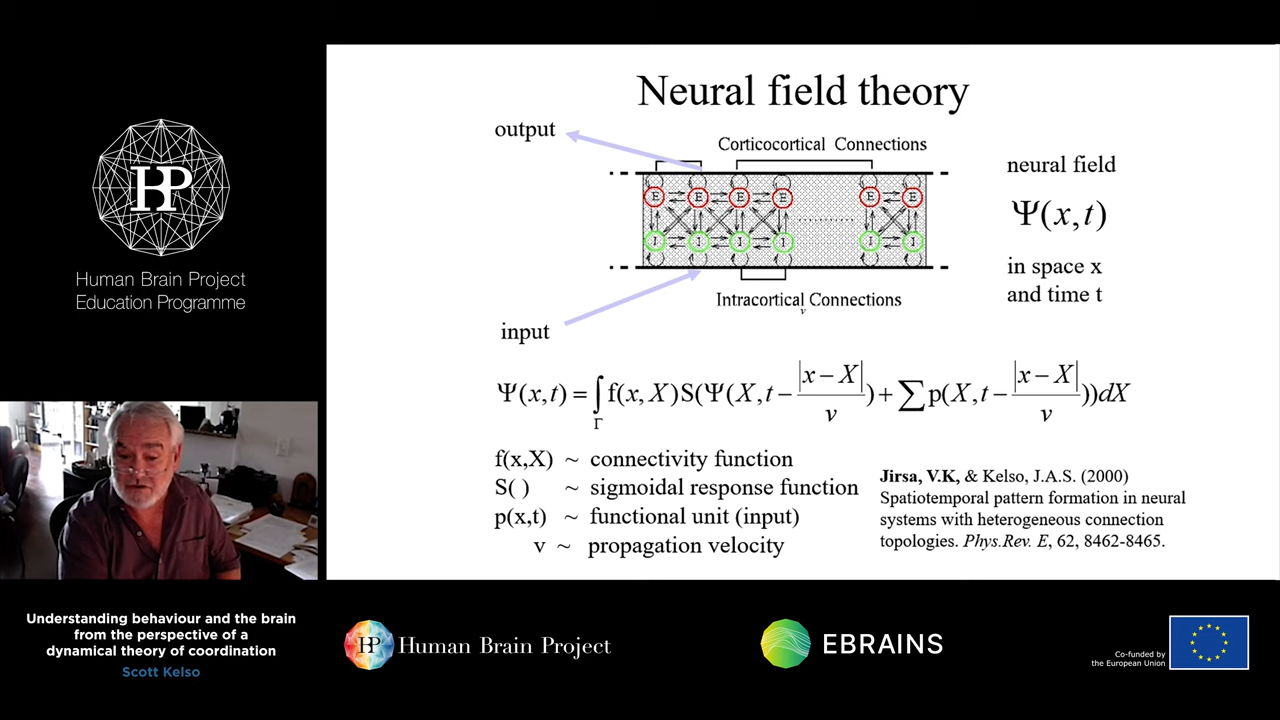 HP
Human Brain Project
Education Programme
Understanding behaviour and the brain
from the perspective of a
dynamical theory of coordination
Scott Kelso
Neural field theory
output
Corticocortical Connections
E E E E E E
I I I I I I
Intracortical Connections
v
input
neural field
Ψ(x,t)
in space x
and time t
Ψ(x,t) = ∫_Γ f(x,X)S(Ψ(X,t−|x−X|/v)+∑p(X,t−|x−X|/v))dX
f(x,X) ~ connectivity function
S( ) ~ sigmoidal response function
p(x,t) ~ functional unit (input)
v ~ propagation velocity
Jirsa, V.K, & Kelso, J.A.S. (2000)
Spatiotemporal pattern formation in neural
systems with heterogeneous connection
topologies. Phys.Rev. E, 62, 8462-8465.
HP Human Brain Project
EBRAINS
Co-funded by
the European Union